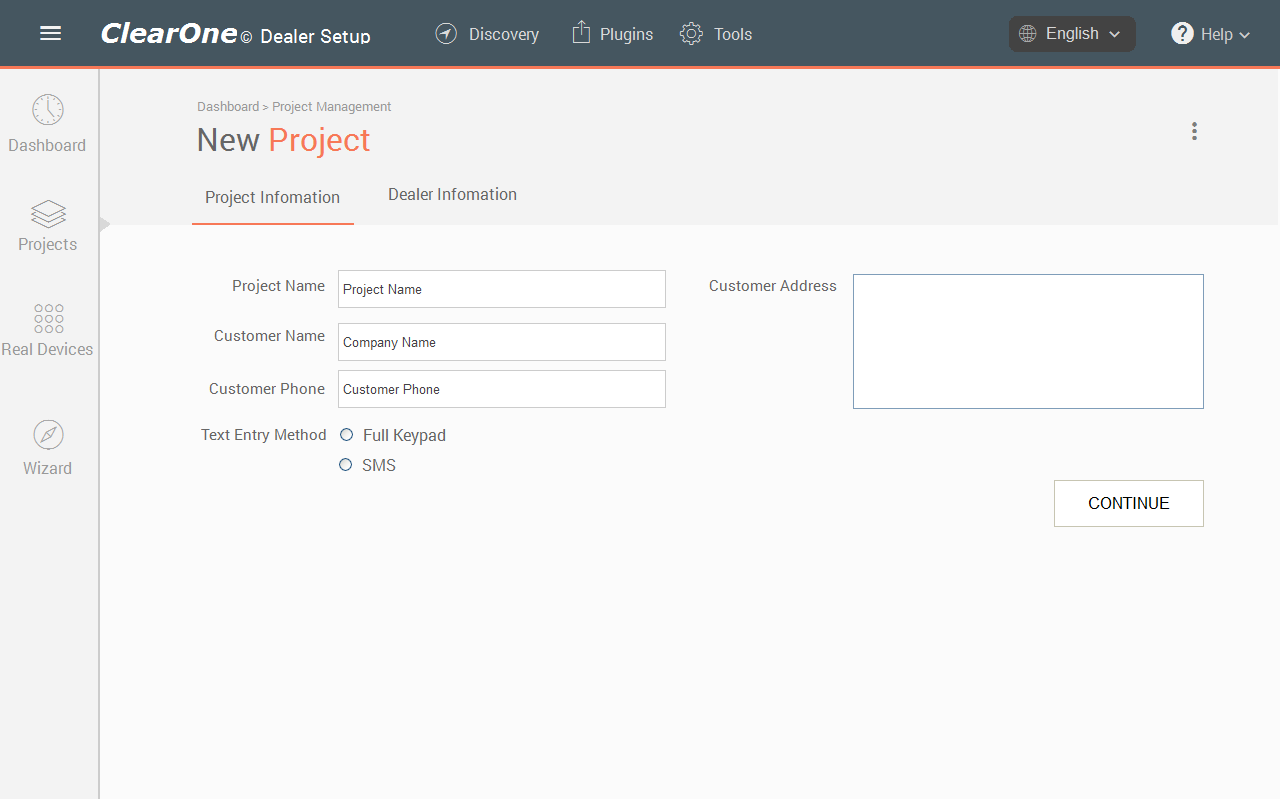 ClearOne© Dealer Setup
Discovery
Plugins
Tools
English
Help
Dashboard
Projects
Real Devices
Wizard
Dashboard > Project Management
New Project
Project Infomation
Dealer Infomation
Project Name
Project Name
Customer Name
Company Name
Customer Phone
Customer Phone
Text Entry Method
Full Keypad
SMS
Customer Address
CONTINUE